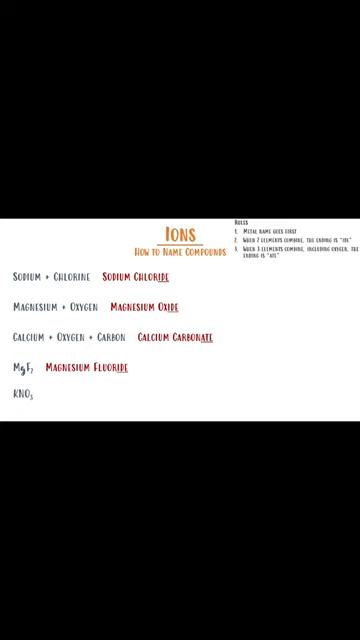 Ions
How to Name Compounds
Rules
1. Metal name goes first
2. When 2 elements combine, the ending is "ide"
3. When 3 elements combine, including oxygen, the
ending is "ate"
Sodium + Chlorine Sodium Chloride
Magnesium + Oxygen Magnesium Oxide
Calcium + Oxygen + Carbon Calcium Carbonate
MgF₂ Magnesium Fluoride
KNO₃